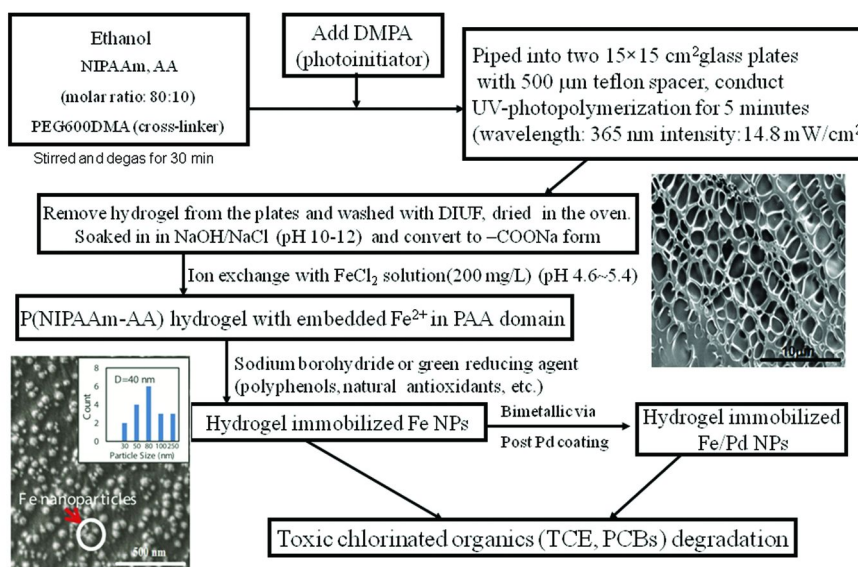 Ethanol
NIPAAm, AA
(molar ratio: 80:10)
PEG600DMA (cross-linker)
Stirred and degas for 30 min
Add DMPA
(photoinitiator)
Piped into two 15×15 cm²glass plates
with 500 μm teflon spacer, conduct
UV-photopolymerization for 5 minutes
(wavelength: 365 nm intensity:14.8 mW/cm²
Remove hydrogel from the plates and washed with DIUF, dried in the oven.
Soaked in in NaOH/NaCl (pH 10-12) and convert to –COONa form
Ion exchange with FeCl₂ solution(200 mg/L) (pH 4.6~5.4)
10μm
P(NIPAAm-AA) hydrogel with embedded Fe²⁺ in PAA domain
Sodium borohydride or green reducing agent
(polyphenols, natural antioxidants, etc.)
D=40 nm
Count
8
6
4
2
0
30 50 80 100 250
Particle Size (nm)
Fe nanoparticles
500 nm
Hydrogel immobilized Fe NPs
Bimetallic via
Post Pd coating
Hydrogel immobilized
Fe/Pd NPs
Toxic chlorinated organics (TCE, PCBs) degradation